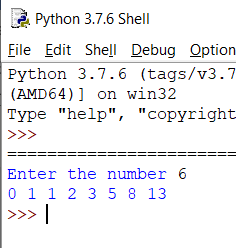 Python 3.7.6 Shell
File Edit Shell Debug Option
Python 3.7.6 (tags/v3.7
(AMD64)] on win32
Type "help", "copyright
>>>
=====================
Enter the number 6
0 1 1 2 3 5 8 13
>>>